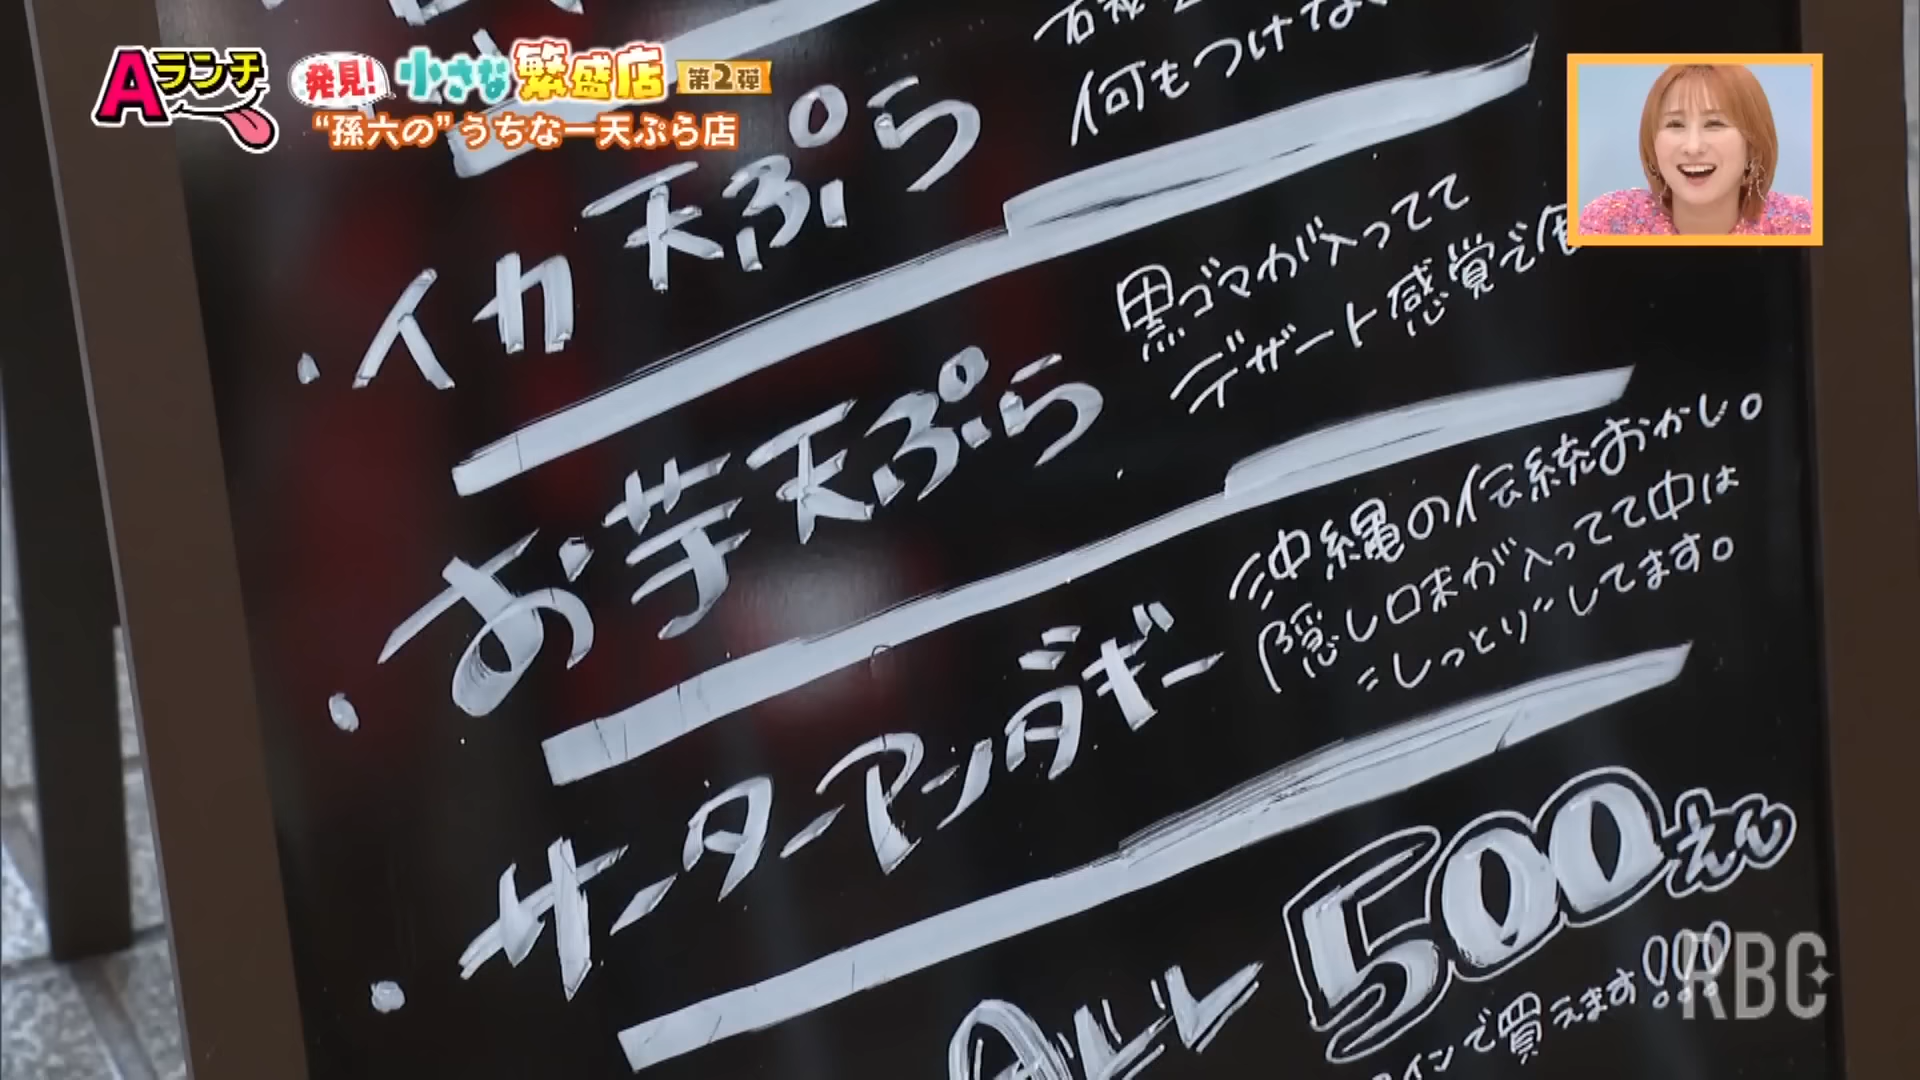 Aランチ
発見!小さな繁盛店 第2弾
“孫六の”うちなー天ぷら店
何もつけな
・イカ天ぷら
黒ゴマが入ってて
デザート感覚で
・お芋天ぷら
沖縄の伝統おかし。
隠し味が入ってて中は
"しっとり"してます。
・サーターアンダギー
ALL 500えん
インで買えます!!!
RBC